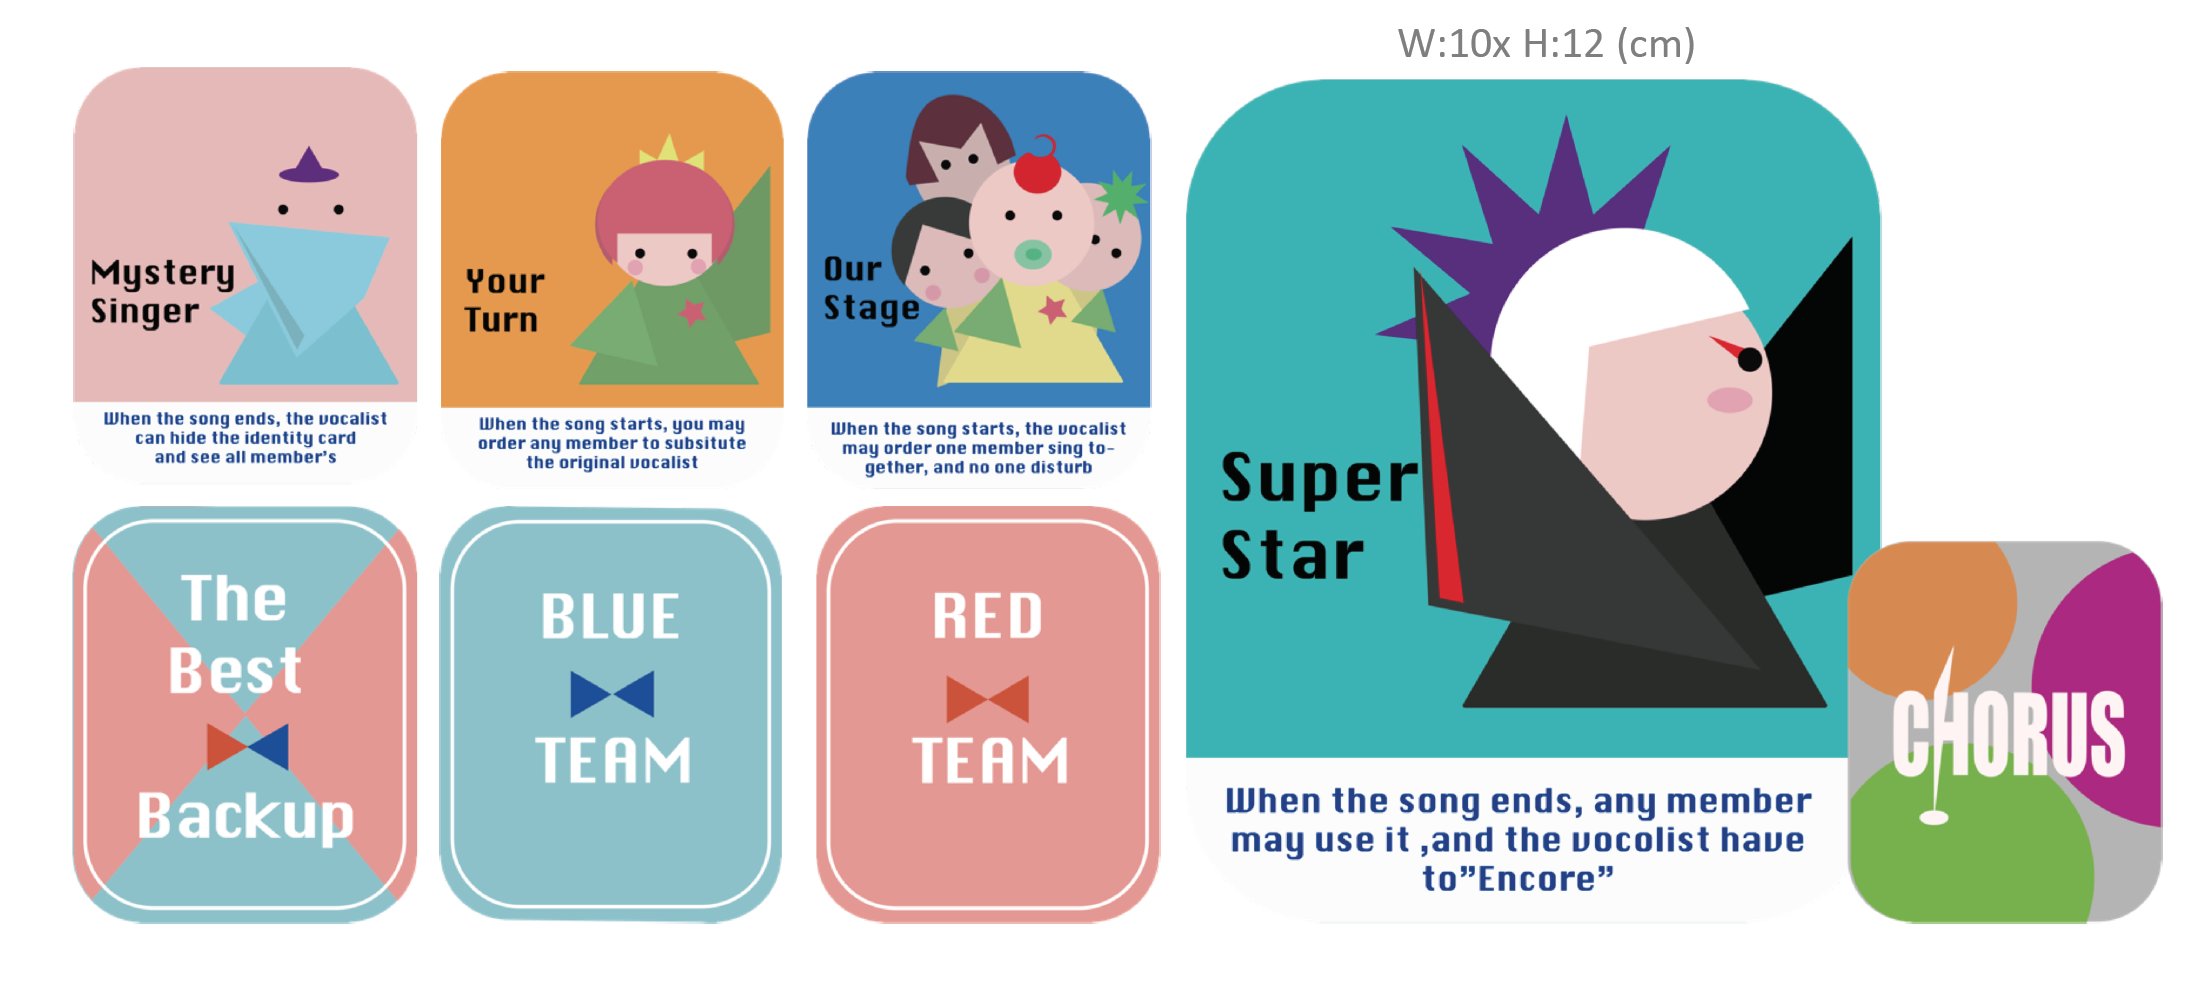 W:10x H:12 (cm)
Mystery
Singer
When the song ends, the vocalist
can hide the identity card
and see all member's
Your
Turn
When the song starts, you may
order any member to subsitute
the original vocalist
Our
Stage
When the song starts, the vocalist
may order one member sing to-
gether, and no one disturb
Super
Star
When the song ends, any member
may use it ,and the vocolist have
to"Encore"
The
Best
Backup
BLUE
TEAM
RED
TEAM
CHORUS